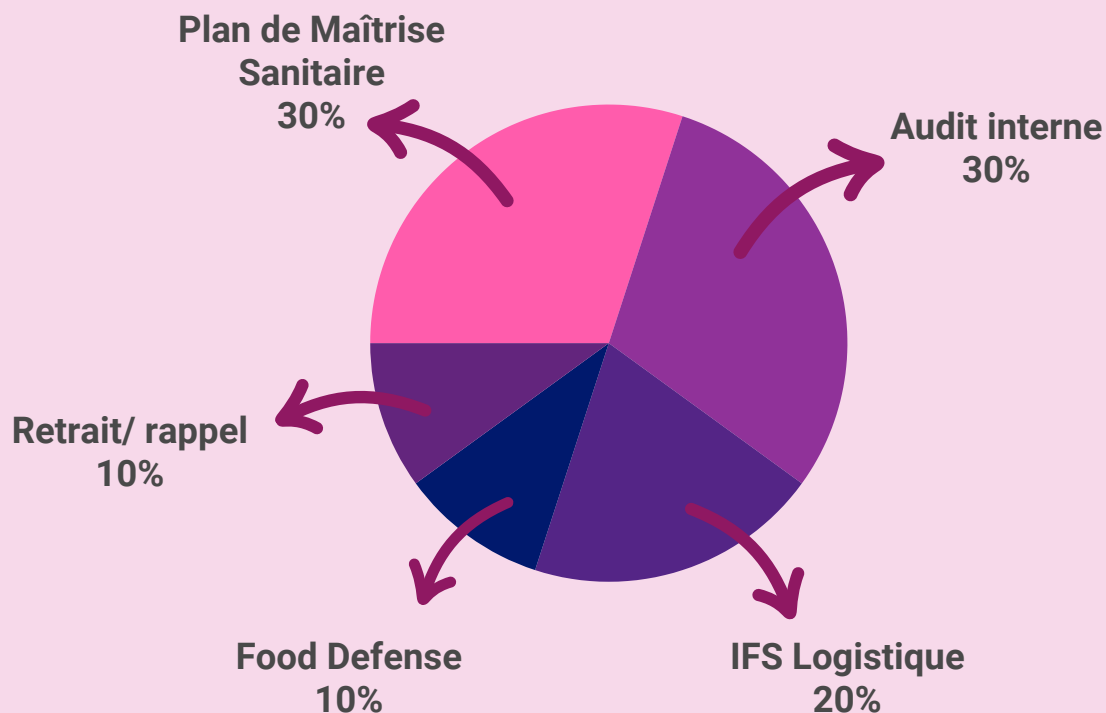 Plan de Maîtrise
Sanitaire
30%
Audit interne
30%
Retrait/ rappel
10%
Food Defense
10%
IFS Logistique
20%